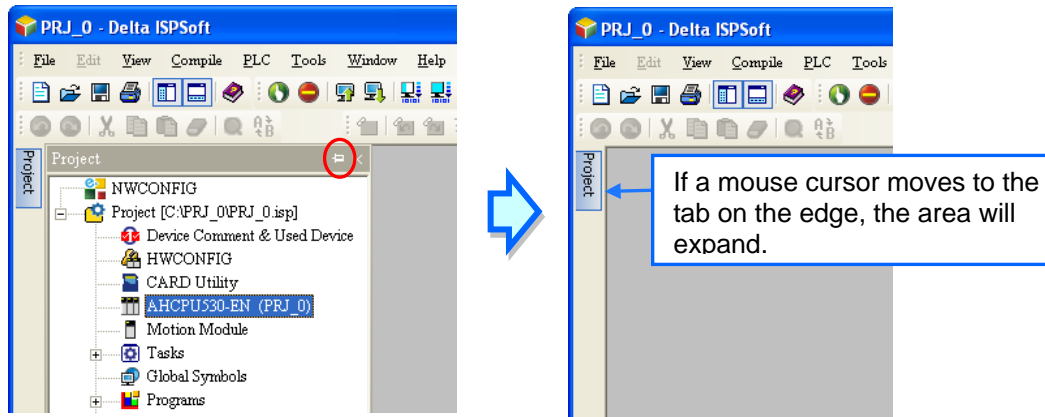 PRJ_0 - Delta ISPSoft
File Edit View Compile PLC Tools Window Help
Project
Project
NWCONFIG
Project [C:\PRJ_0\PRJ_0.isp]
Device Comment & Used Device
HWCONFIG
CARD Utility
AHCPU530-EN (PRJ_0)
Motion Module
Tasks
Global Symbols
Programs
PRJ_0 - Delta ISPSoft
File Edit View Compile PLC Tools
Project
If a mouse cursor moves to the
tab on the edge, the area will
expand.